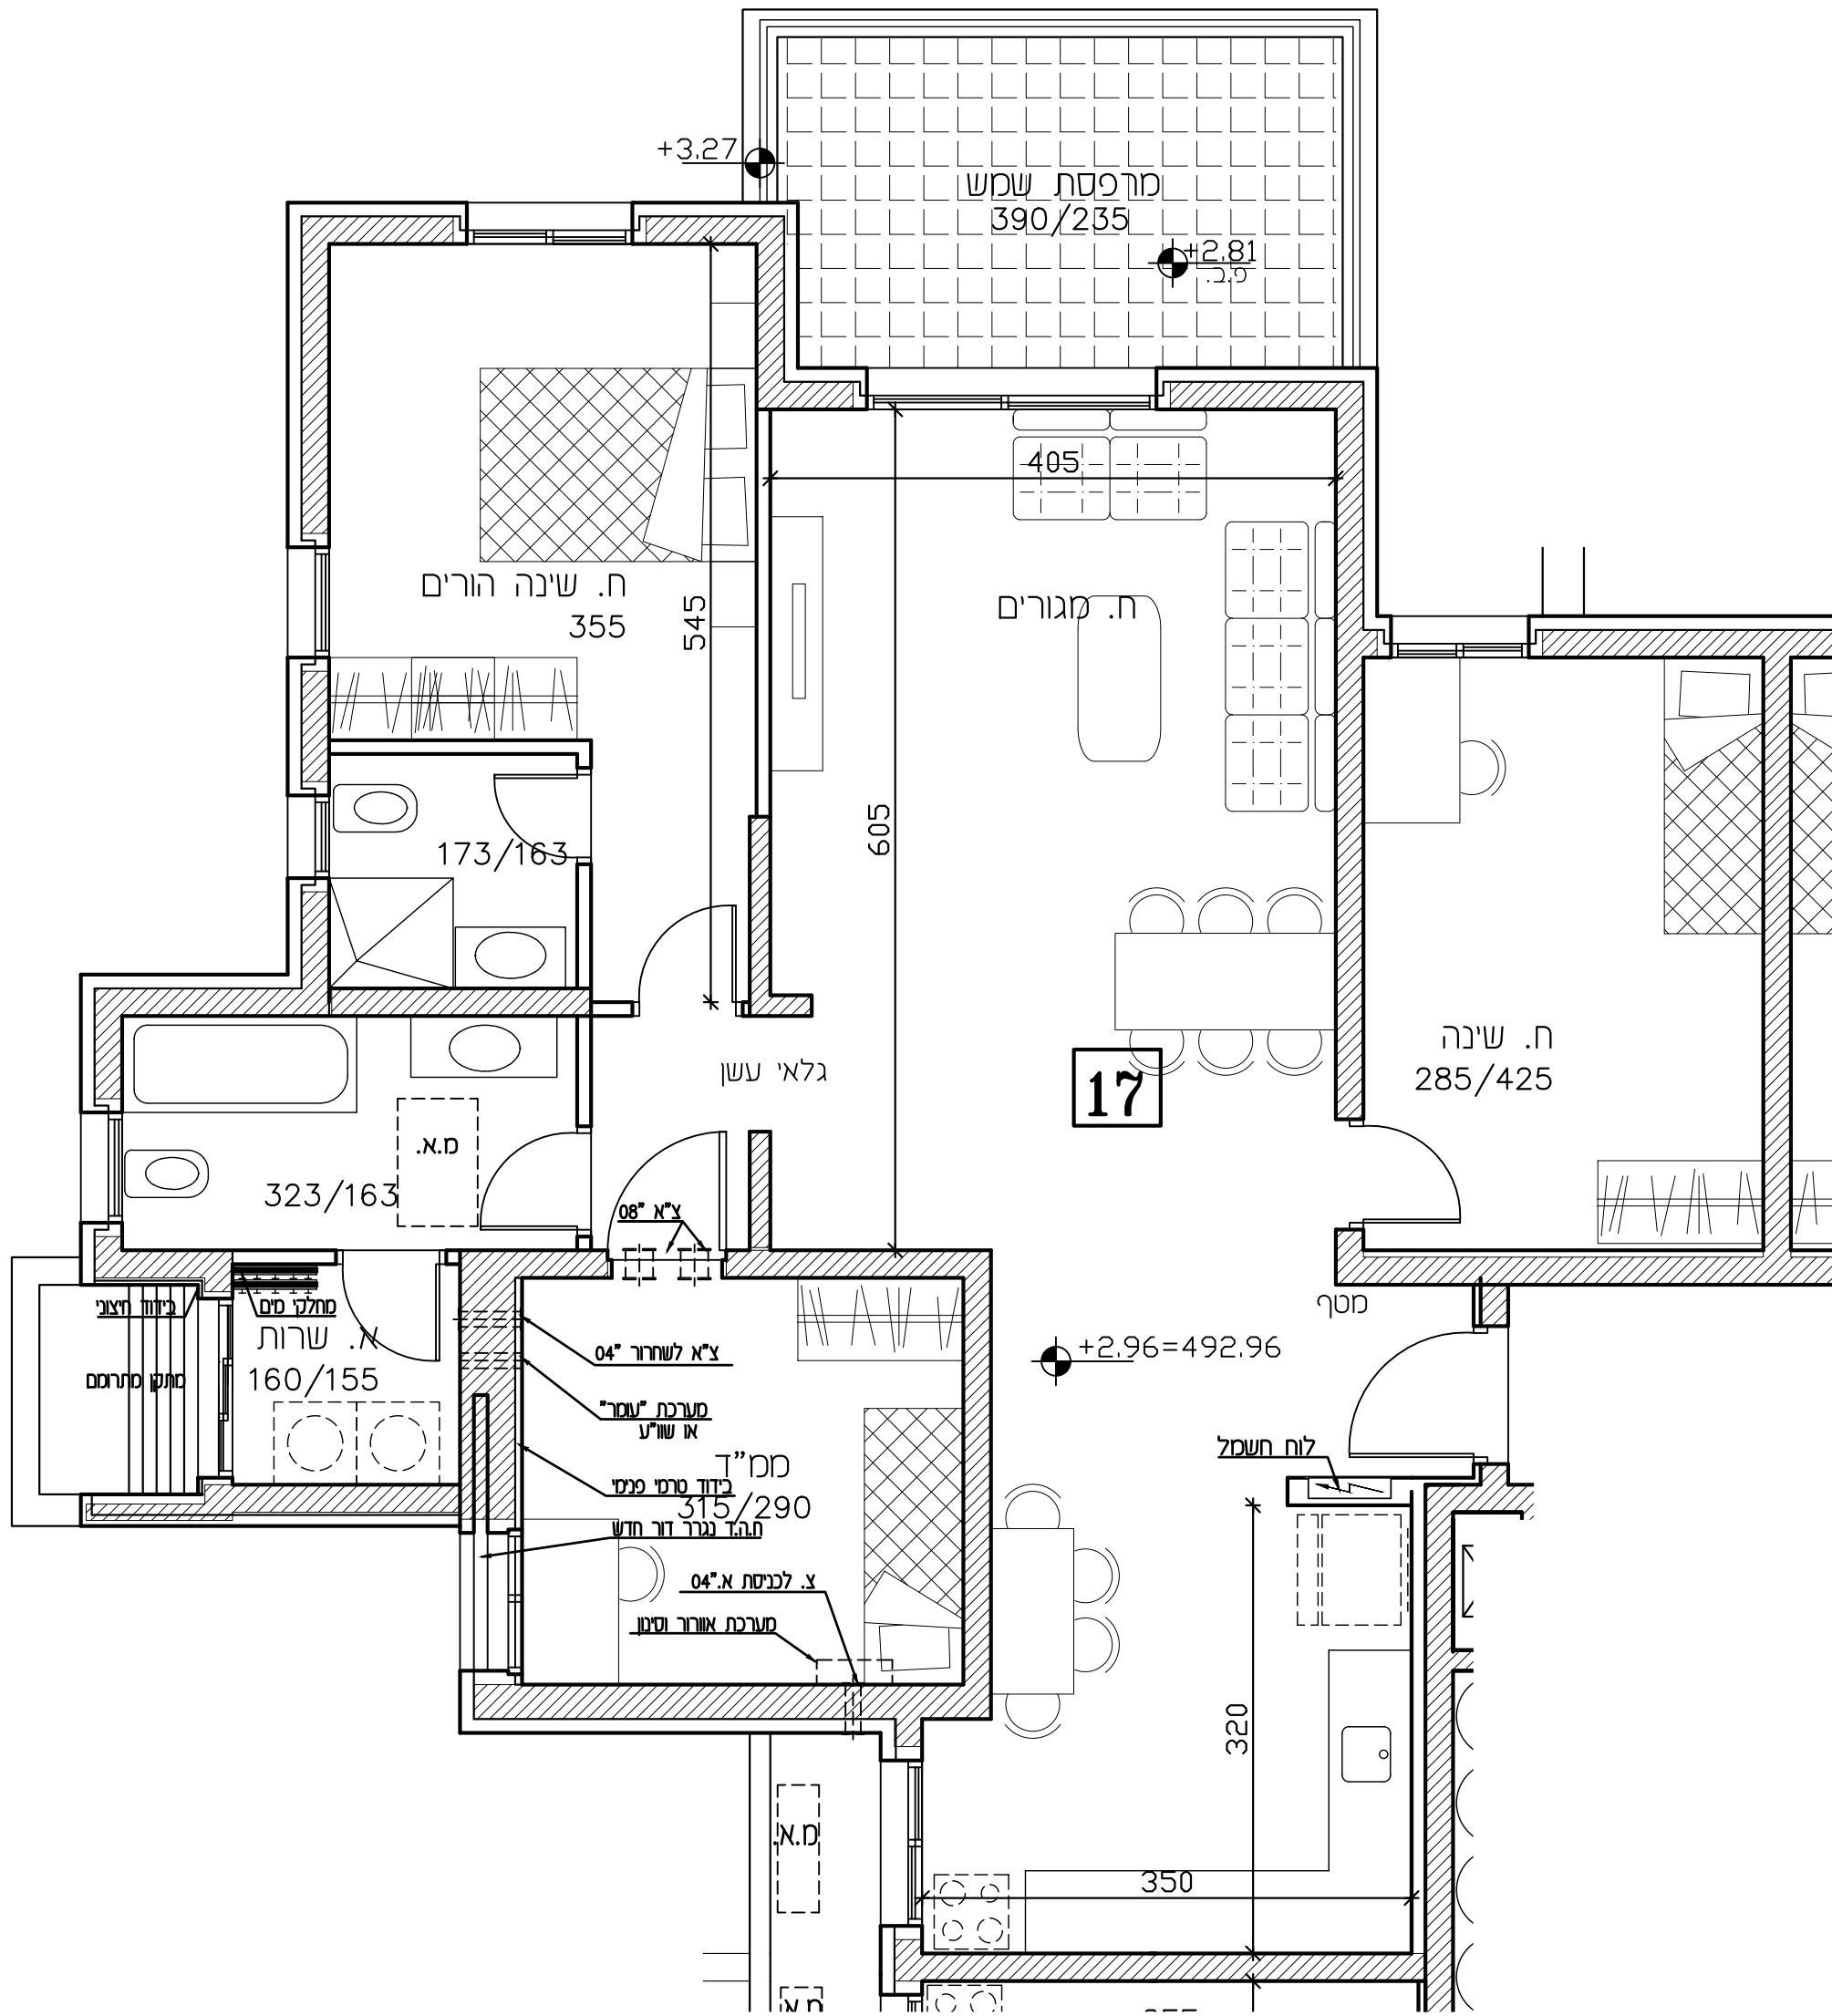 +3.27
מרפסת שמש
390/235
+2.81
פ.ב.
405
ח. שינה הורים
355
545
ח. מגורים
605
173/163
ח. שינה
285/425
גלאי עשן
17
מ.א.
323/163
צ"א "08
בידוד חיצוני
מחלקי מים
א. שרות
160/155
מתקן מתרומם
מטף
+2.96=492.96
צ"א לשחרור "04
מערכת "עומר"
או שוו"ע
לוח חשמל
ממ"ד
בידוד טרמי פנימי
315/290
ח.ה.ד נגרר דור חדש
צ. לכניסת א."04
מערכת אוורור וסינון
320
מ.א.
350
מ.א